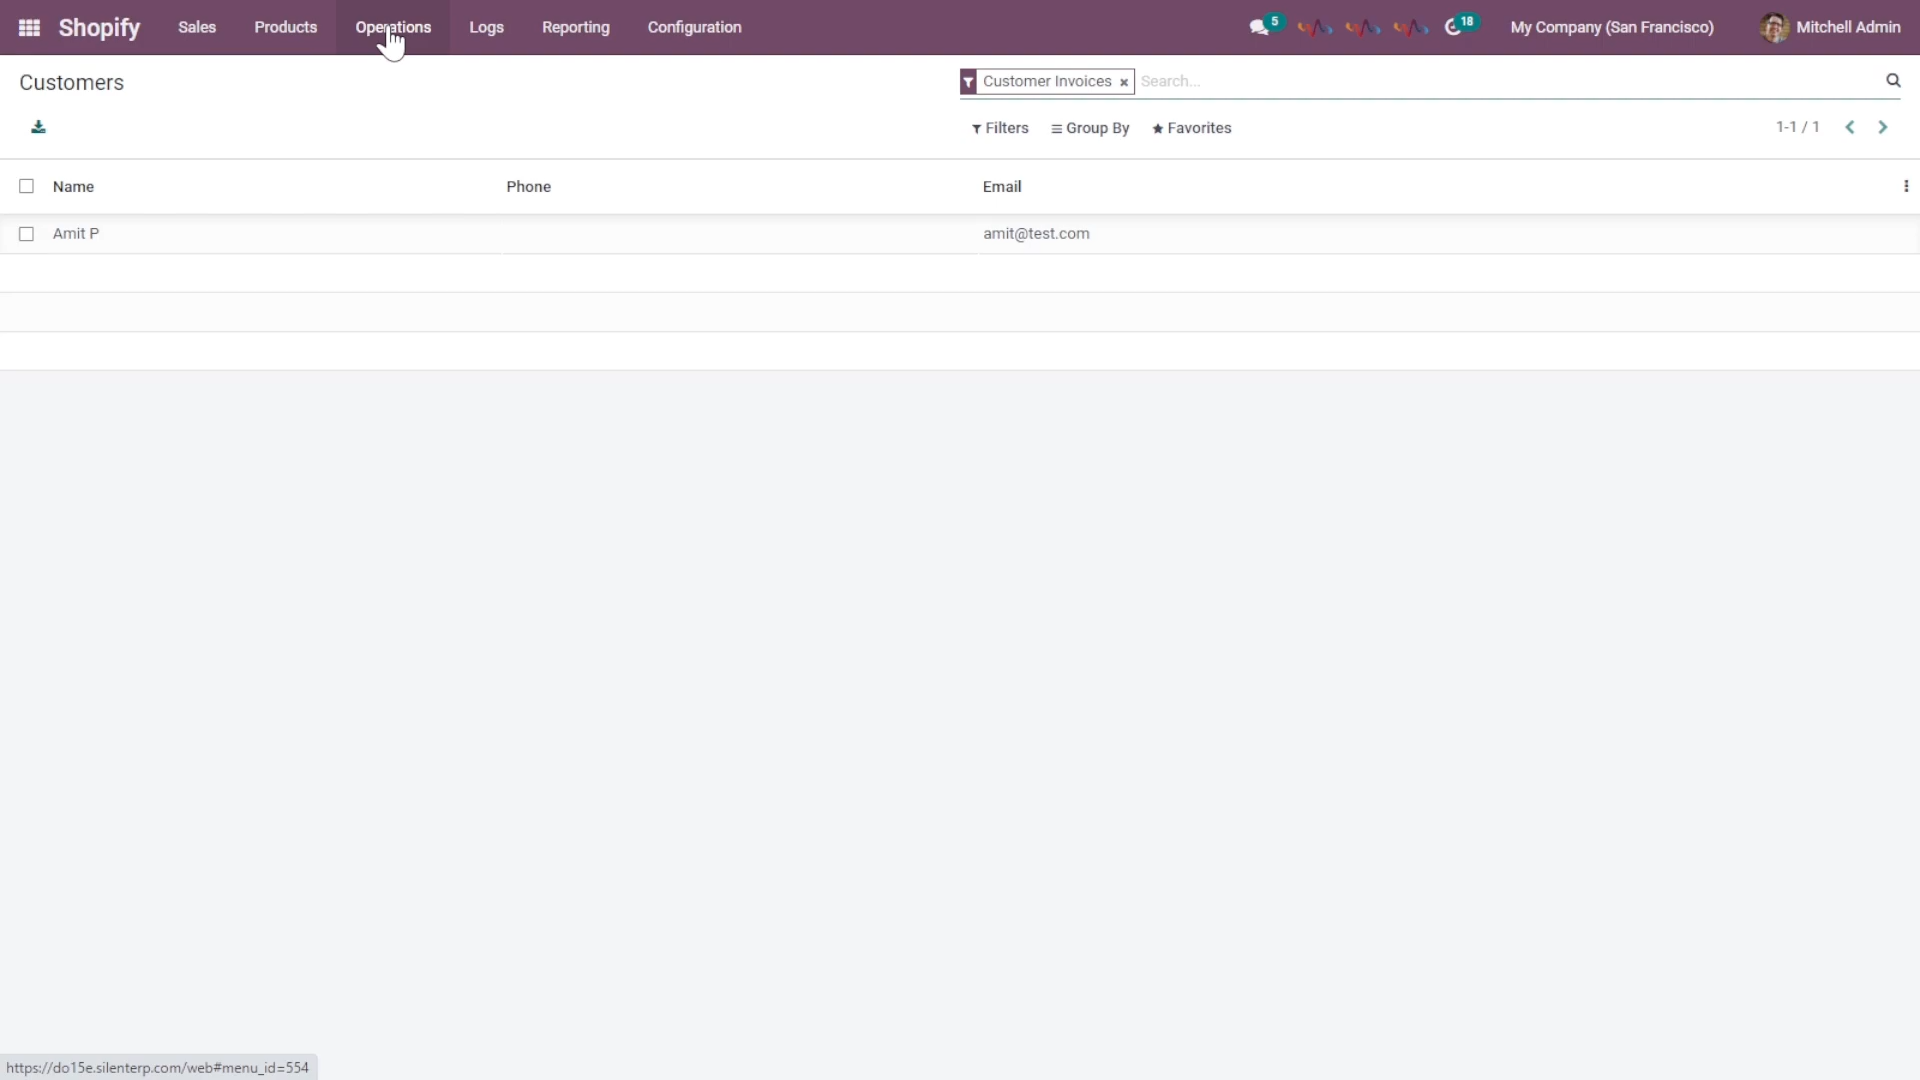 Shopify Sales Products Operations Logs Reporting Configuration 5 18 My Company (San Francisco) Mitchell Admin
Customers Customer Invoices × Search...
Filters Group By Favorites 1-1 / 1
Name Phone Email
Amit P amit@test.com
https://do15e.silenterp.com/web#menu_id=554